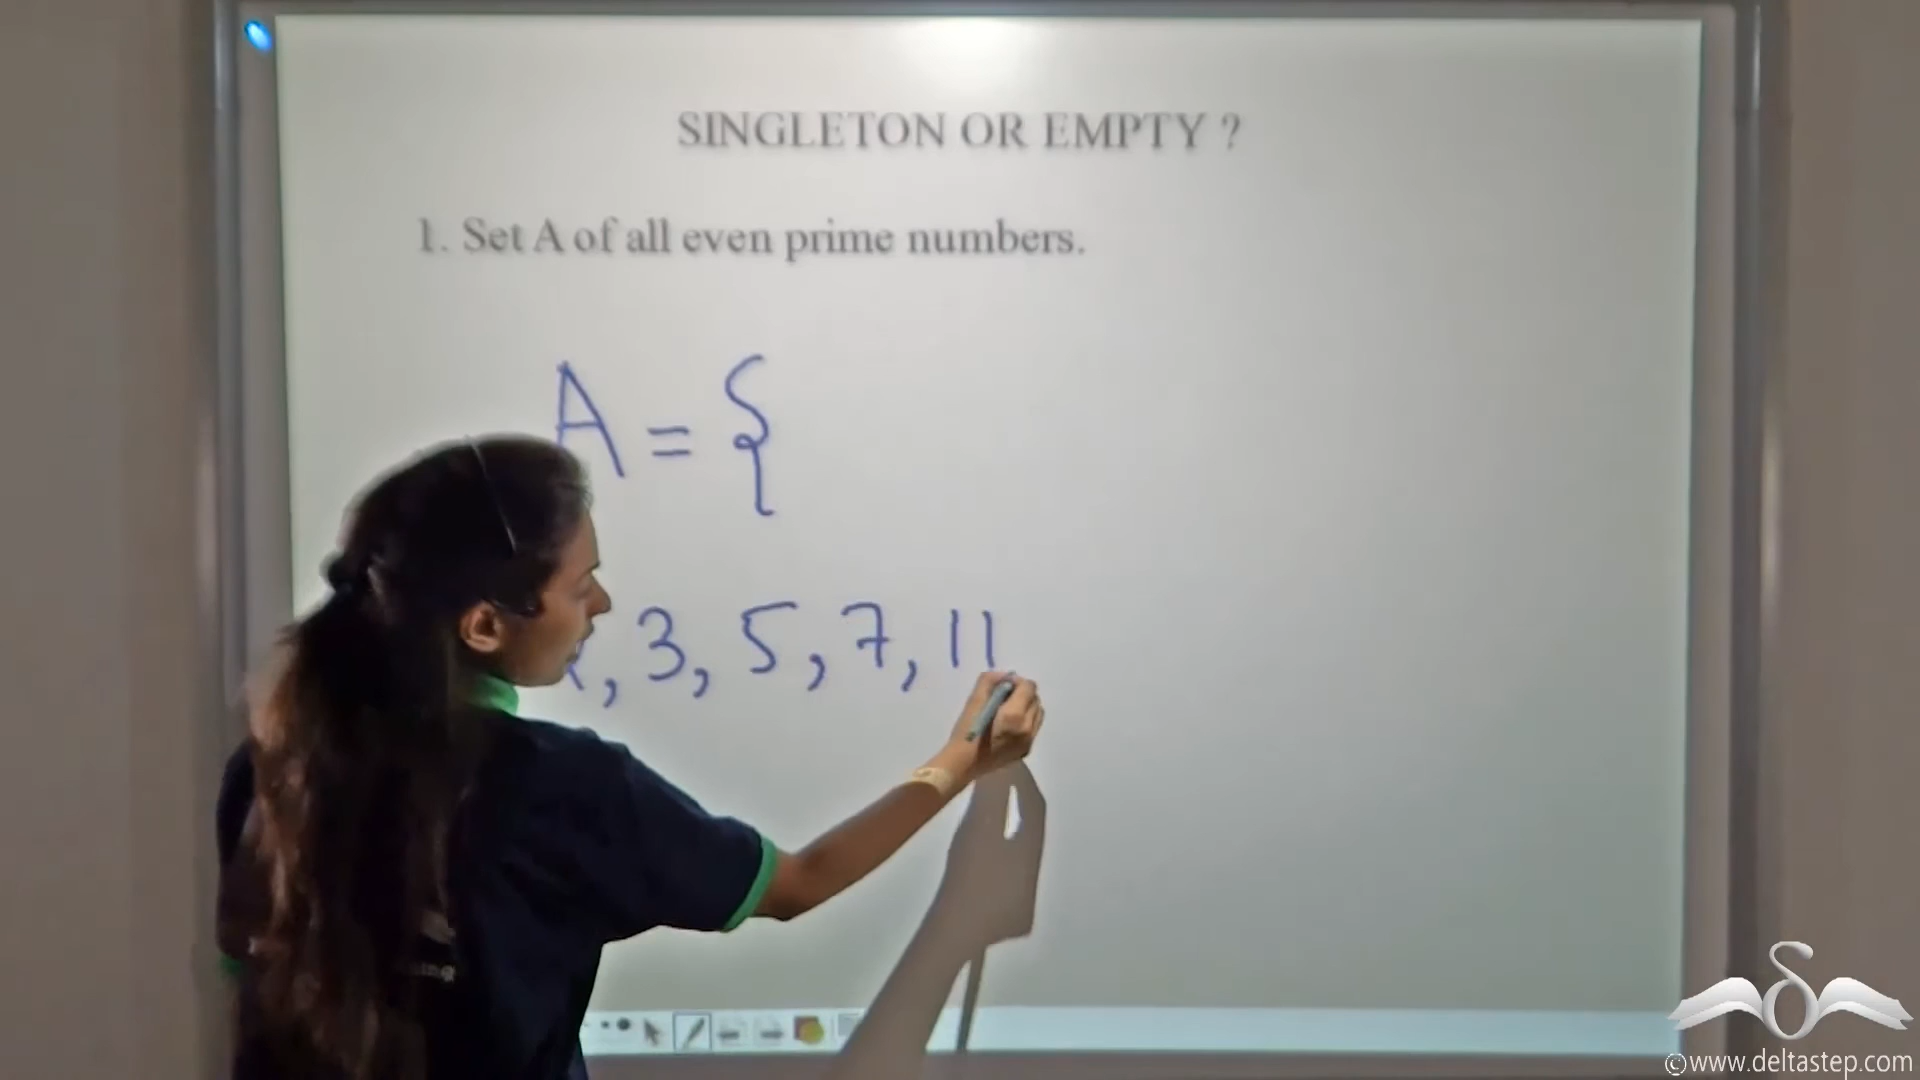 SINGLETON OR EMPTY ?
1. Set A of all even prime numbers.
A = {
, 3, 5, 7, 11
©www.deltastep.com